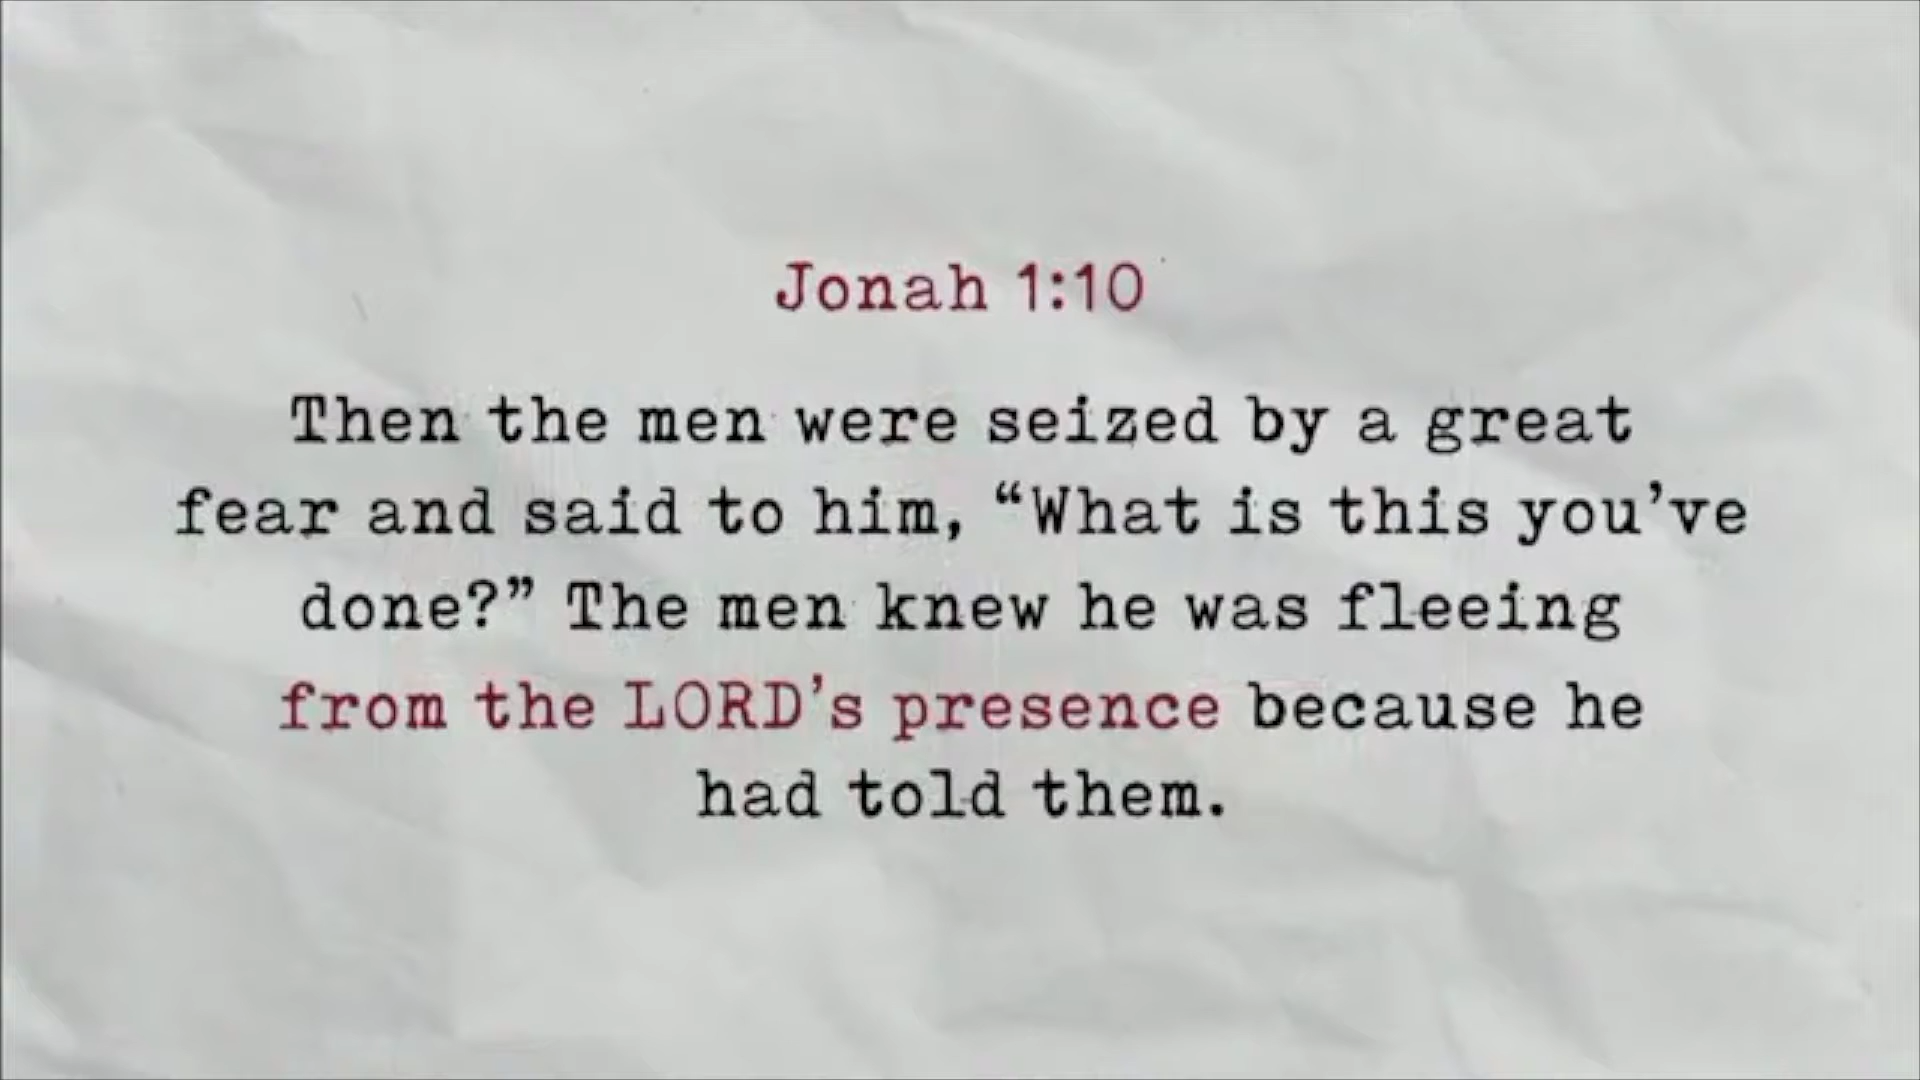 Jonah 1:10
Then the men were seized by a great
fear and said to him, “What is this you’ve
done?” The men knew he was fleeing
from the LORD’s presence because he
had told them.